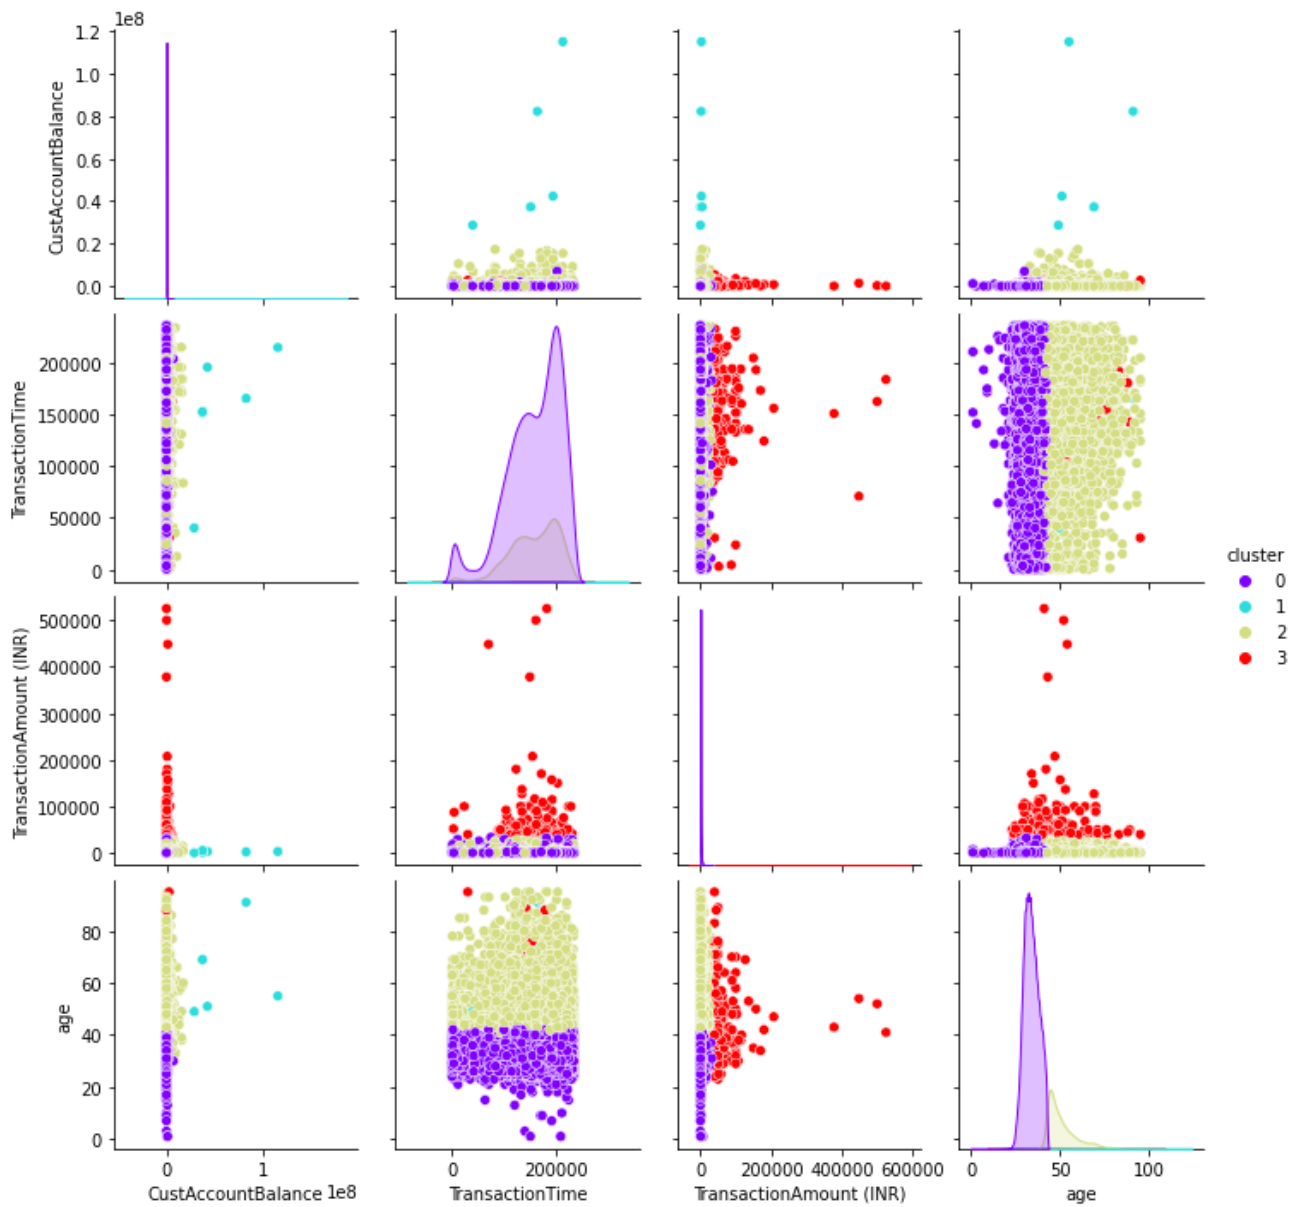 1e8
1.2
1.0
0.8
0.6
0.4
0.2
0.0
CustAccountBalance
200000
150000
100000
50000
0
TransactionTime
cluster
0
1
2
3
500000
400000
300000
200000
100000
0
TransactionAmount (INR)
80
60
40
20
0
age
0 1
0 200000
0 200000 400000 600000
0 50 100
CustAccountBalance 1e8
TransactionTime
TransactionAmount (INR)
age